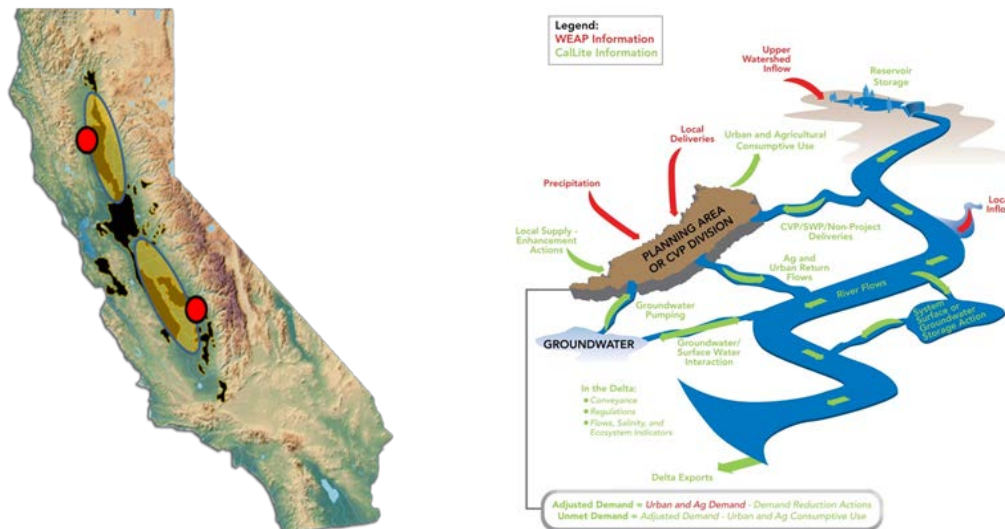 Legend:
WEAP Information
CalLite Information
Upper
Watershed
Inflow
Reservoir
Storage
Local
Deliveries
Urban and Agricultural
Consumptive Use
Precipitation
Local
Inflow
PLANNING AREA
OR CVP DIVISION
CVP/SWP/Non-Project
Deliveries
Local Supply -
Enhancement
Actions
Ag and
Urban Return
Flows
River Flows
Groundwater
Pumping
System
Surface or
Groundwater
Storage Action
GROUNDWATER
Groundwater/
Surface Water
Interaction
In the Delta:
Conveyance
Regulations
Flows, Salinity, and
Ecosystem Indicators
Delta Exports
Adjusted Demand = Urban and Ag Demand - Demand Reduction Actions
Unmet Demand = Adjusted Demand - Urban and Ag Consumptive Use